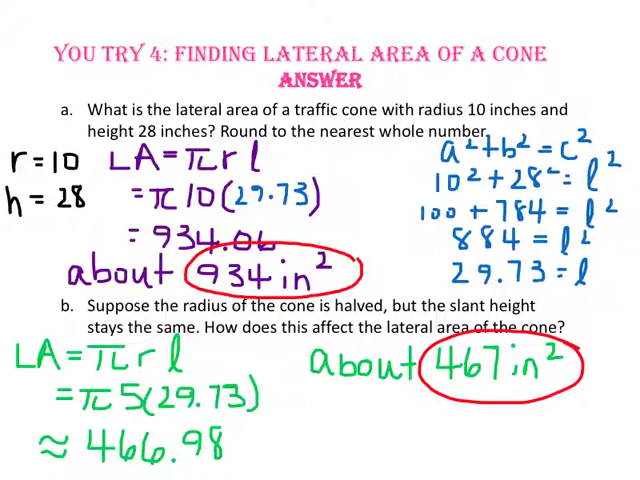 YOU TRY 4: FINDING LATERAL AREA OF A CONE
ANSWER
a. What is the lateral area of a traffic cone with radius 10 inches and
height 28 inches? Round to the nearest whole number.
r = 10
h = 28
LA = πr l
= π10(29.73)
= 934.06
about 934 in²
a² + b² = c²
10² + 28² = l²
100 + 784 = l²
884 = l²
29.73 = l
b. Suppose the radius of the cone is halved, but the slant height
stays the same. How does this affect the lateral area of the cone?
LA = πr l
= π5(29.73)
≈ 466.98
about 467 in²